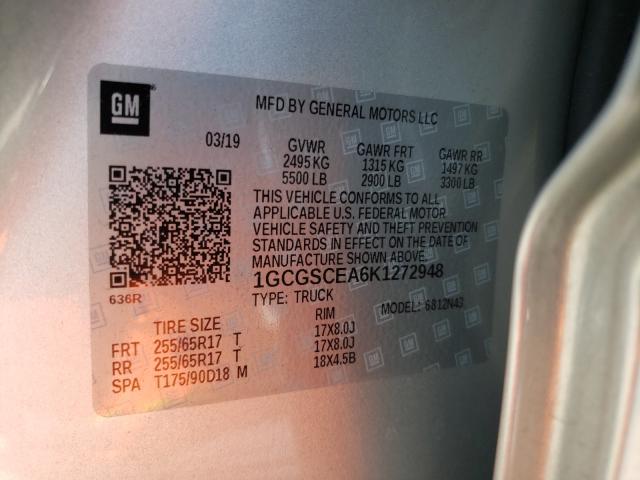 GM
MFD BY GENERAL MOTORS LLC
03/19 GVWR GAWR FRT GAWR RR
2495 KG 1315 KG 1497 KG
5500 LB 2900 LB 3300 LB
THIS VEHICLE CONFORMS TO ALL
APPLICABLE U.S. FEDERAL MOTOR
VEHICLE SAFETY AND THEFT PREVENTION
STANDARDS IN EFFECT ON THE DATE OF
MANUFACTURE SHOWN ABOVE.
1GCGSCEA6K1272948
636R
TYPE: TRUCK MODEL: 6812N43
TIRE SIZE RIM
FRT 255/65R17 T 17X8.0J
RR 255/65R17 T 17X8.0J
SPA T175/90D18 M 18X4.5B